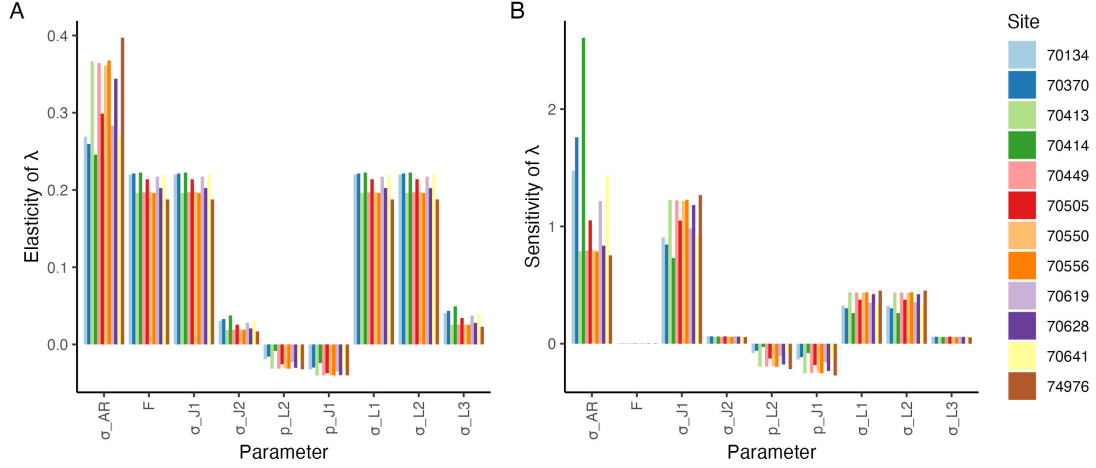 A
Elasticity of λ
0.4
0.3
0.2
0.1
0.0
σ_AR
F
σ_J1
σ_J2
p_L2
p_J1
σ_L1
σ_L2
σ_L3
Parameter
B
Sensitivity of λ
2
1
0
σ_AR
F
σ_J1
σ_J2
p_L2
p_J1
σ_L1
σ_L2
σ_L3
Parameter
Site
70134
70370
70413
70414
70449
70505
70550
70556
70619
70628
70641
74976